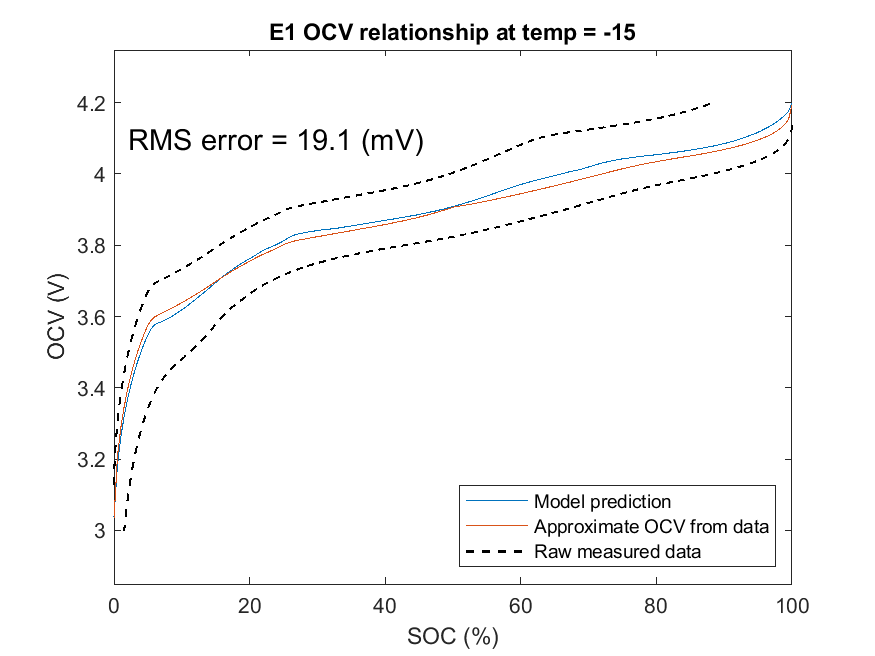 E1 OCV relationship at temp = -15
RMS error = 19.1 (mV)
OCV (V)
4.2
4
3.8
3.6
3.4
3.2
3
Model prediction
Approximate OCV from data
Raw measured data
0 20 40 60 80 100
SOC (%)